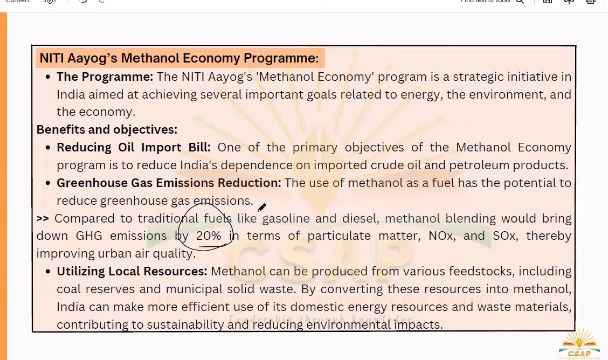 NITI Aayog's Methanol Economy Programme:
• The Programme: The NITI Aayog's 'Methanol Economy' program is a strategic initiative in
India aimed at achieving several important goals related to energy, the environment, and
the economy.
Benefits and objectives:
• Reducing Oil Import Bill: One of the primary objectives of the Methanol Economy
program is to reduce India's dependence on imported crude oil and petroleum products.
• Greenhouse Gas Emissions Reduction: The use of methanol as a fuel has the potential to
reduce greenhouse gas emissions.
>> Compared to traditional fuels like gasoline and diesel, methanol blending would bring
down GHG emissions by 20% in terms of particulate matter, NOx, and SOx, thereby
improving urban air quality.
• Utilizing Local Resources: Methanol can be produced from various feedstocks, including
coal reserves and municipal solid waste. By converting these resources into methanol,
India can make more efficient use of its domestic energy resources and waste materials,
contributing to sustainability and reducing environmental impacts.
CSAP